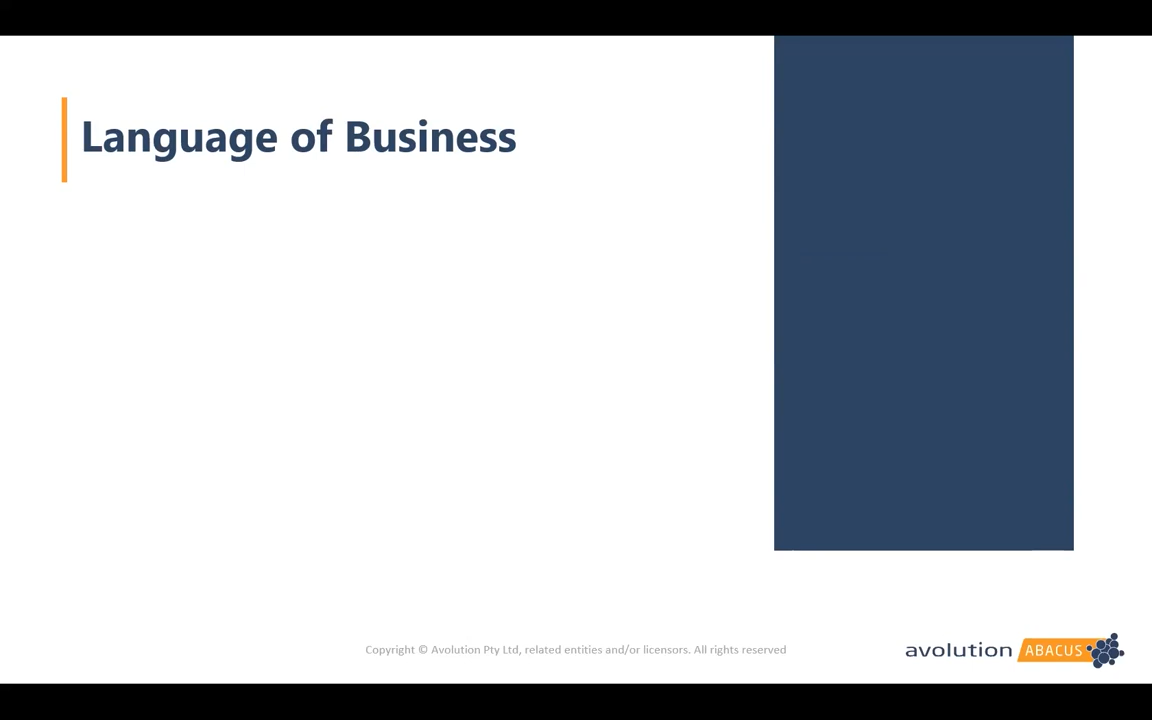 Language of Business
Copyright © Avolution Pty Ltd, related entities and/or licensors. All rights reserved
avolution ABACUS